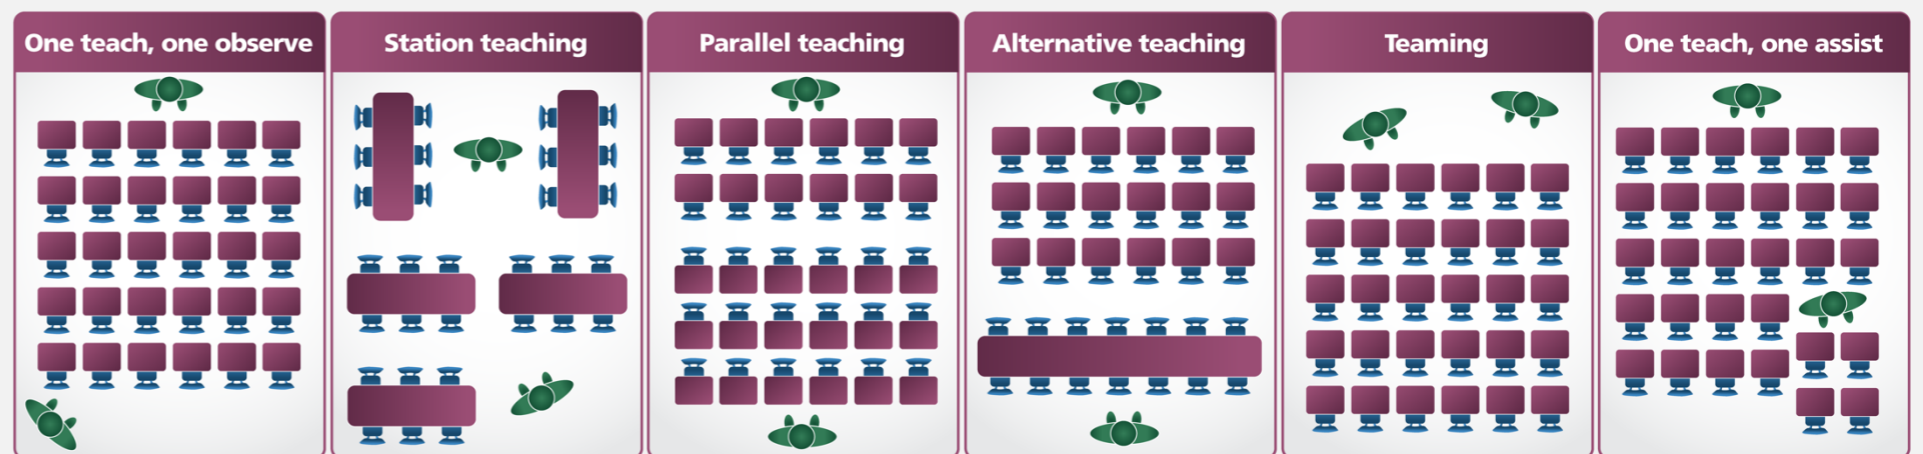 One teach, one observe
Station teaching
Parallel teaching
Alternative teaching
Teaming
One teach, one assist